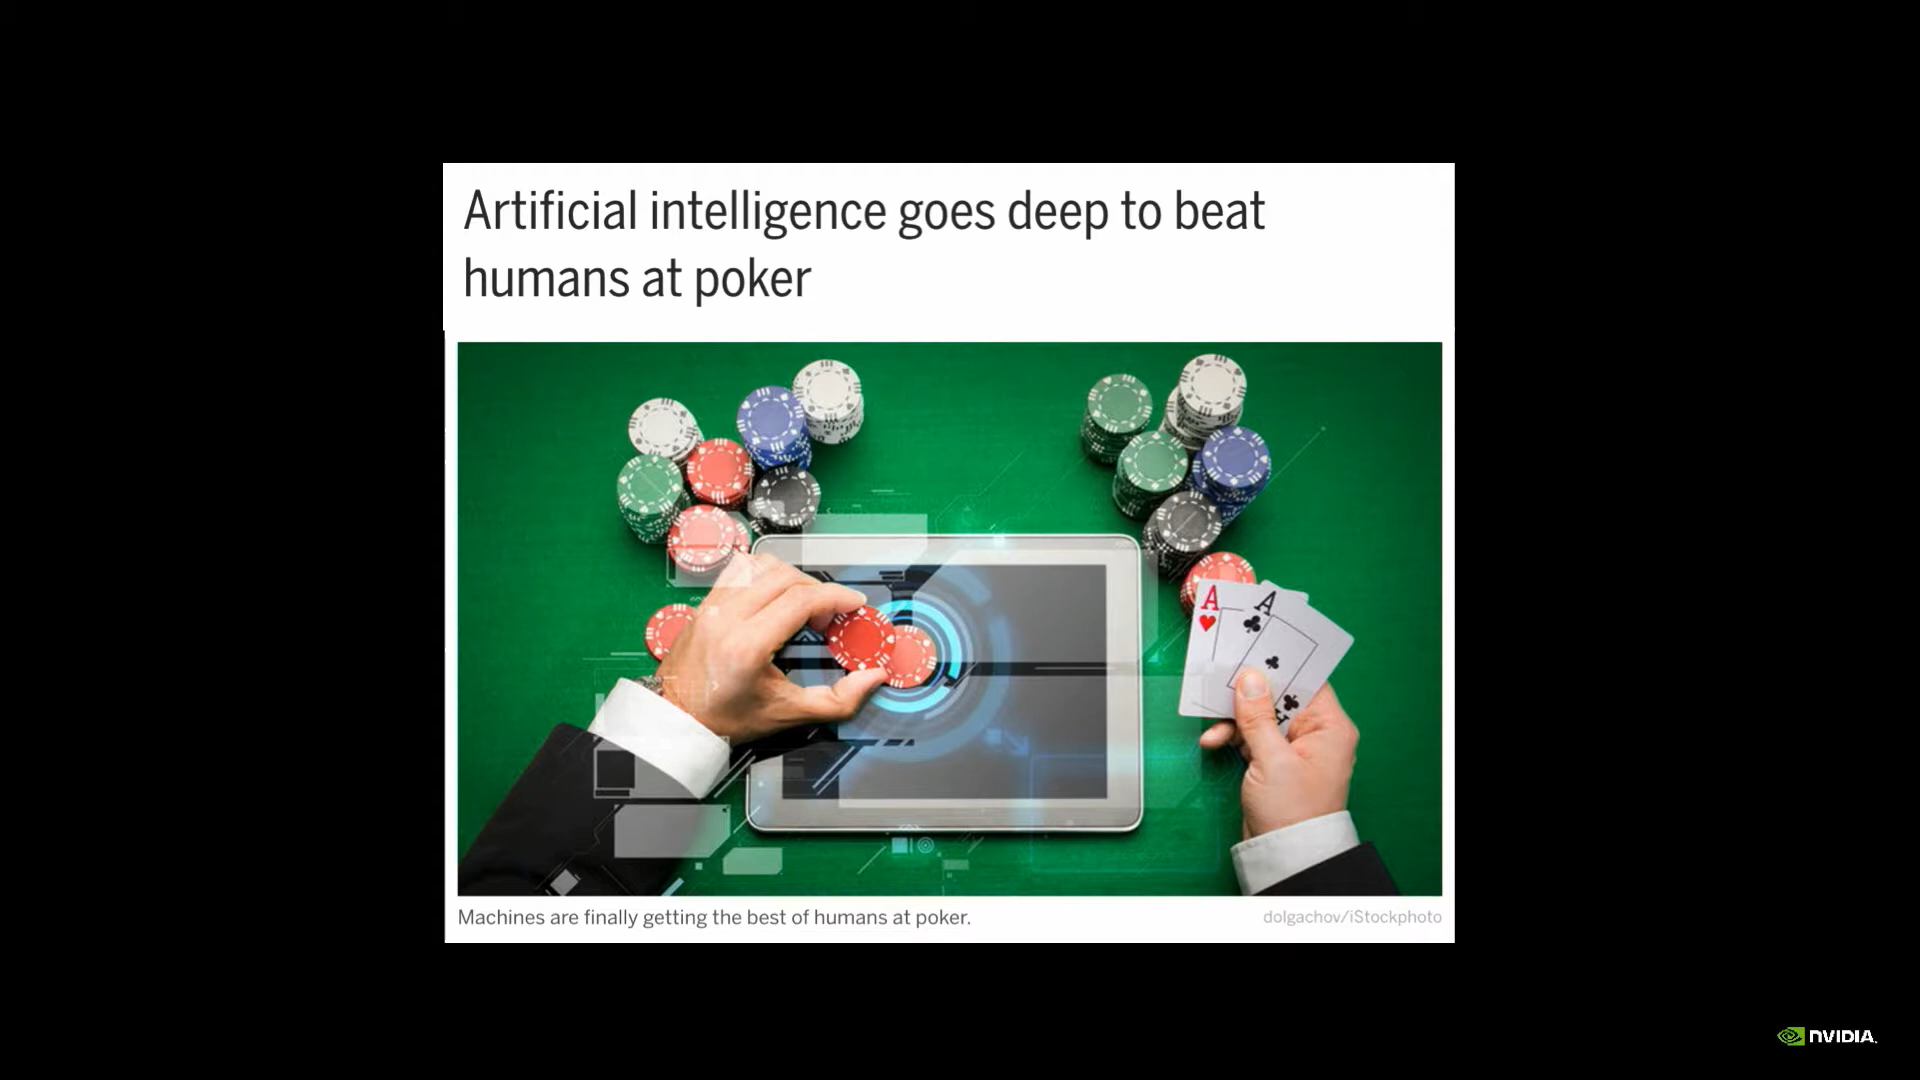 Artificial intelligence goes deep to beat
humans at poker
A
A
Machines are finally getting the best of humans at poker.
dolgachov/iStockphoto
NVIDIA.